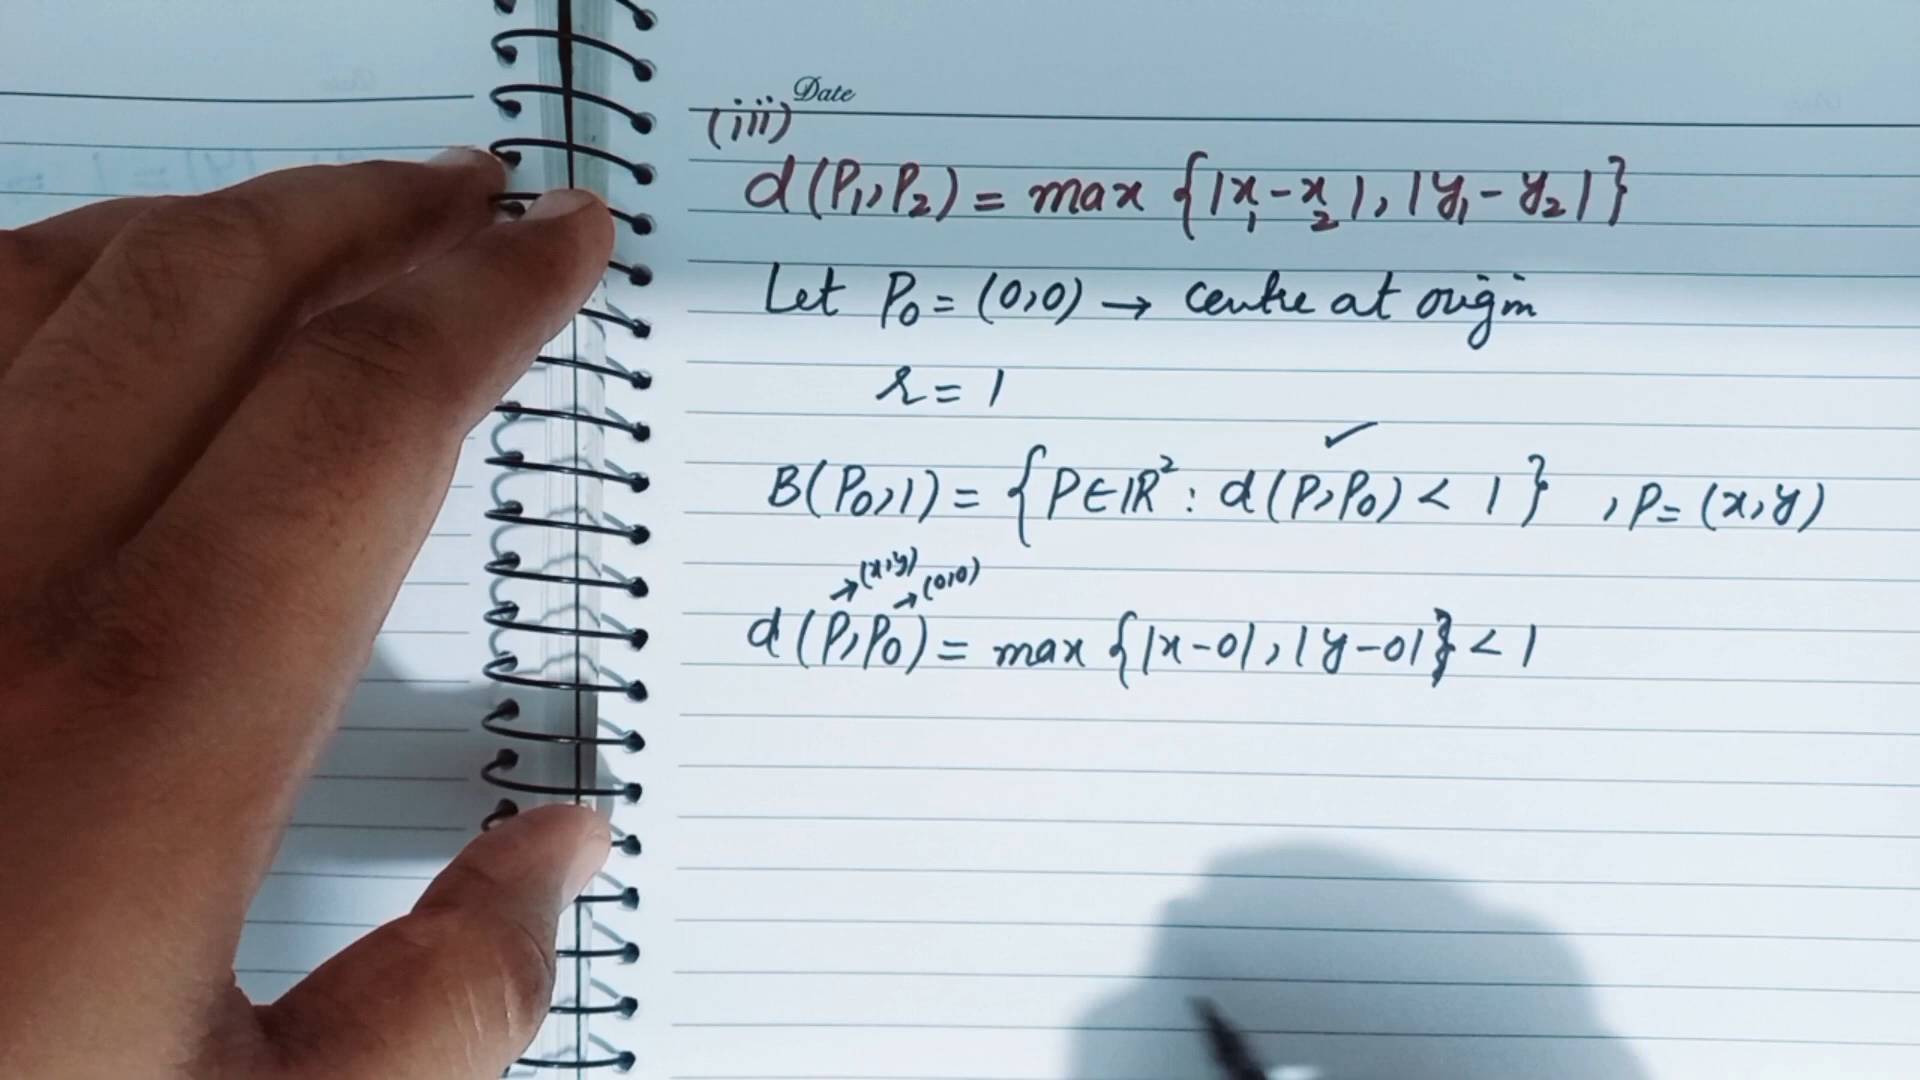 Date
(iii)
d(P₁,P₂) = max {|x₁-x₂|, |y₁-y₂|}
Let P₀ = (0,0) → centre at origin
r = 1
✓
B(P₀,1) = {P∈ℝ² : d(P,P₀) < 1} , P = (x,y)
→(x,y) →(0,0)
d(P,P₀) = max {|x-0|, |y-0|} < 1